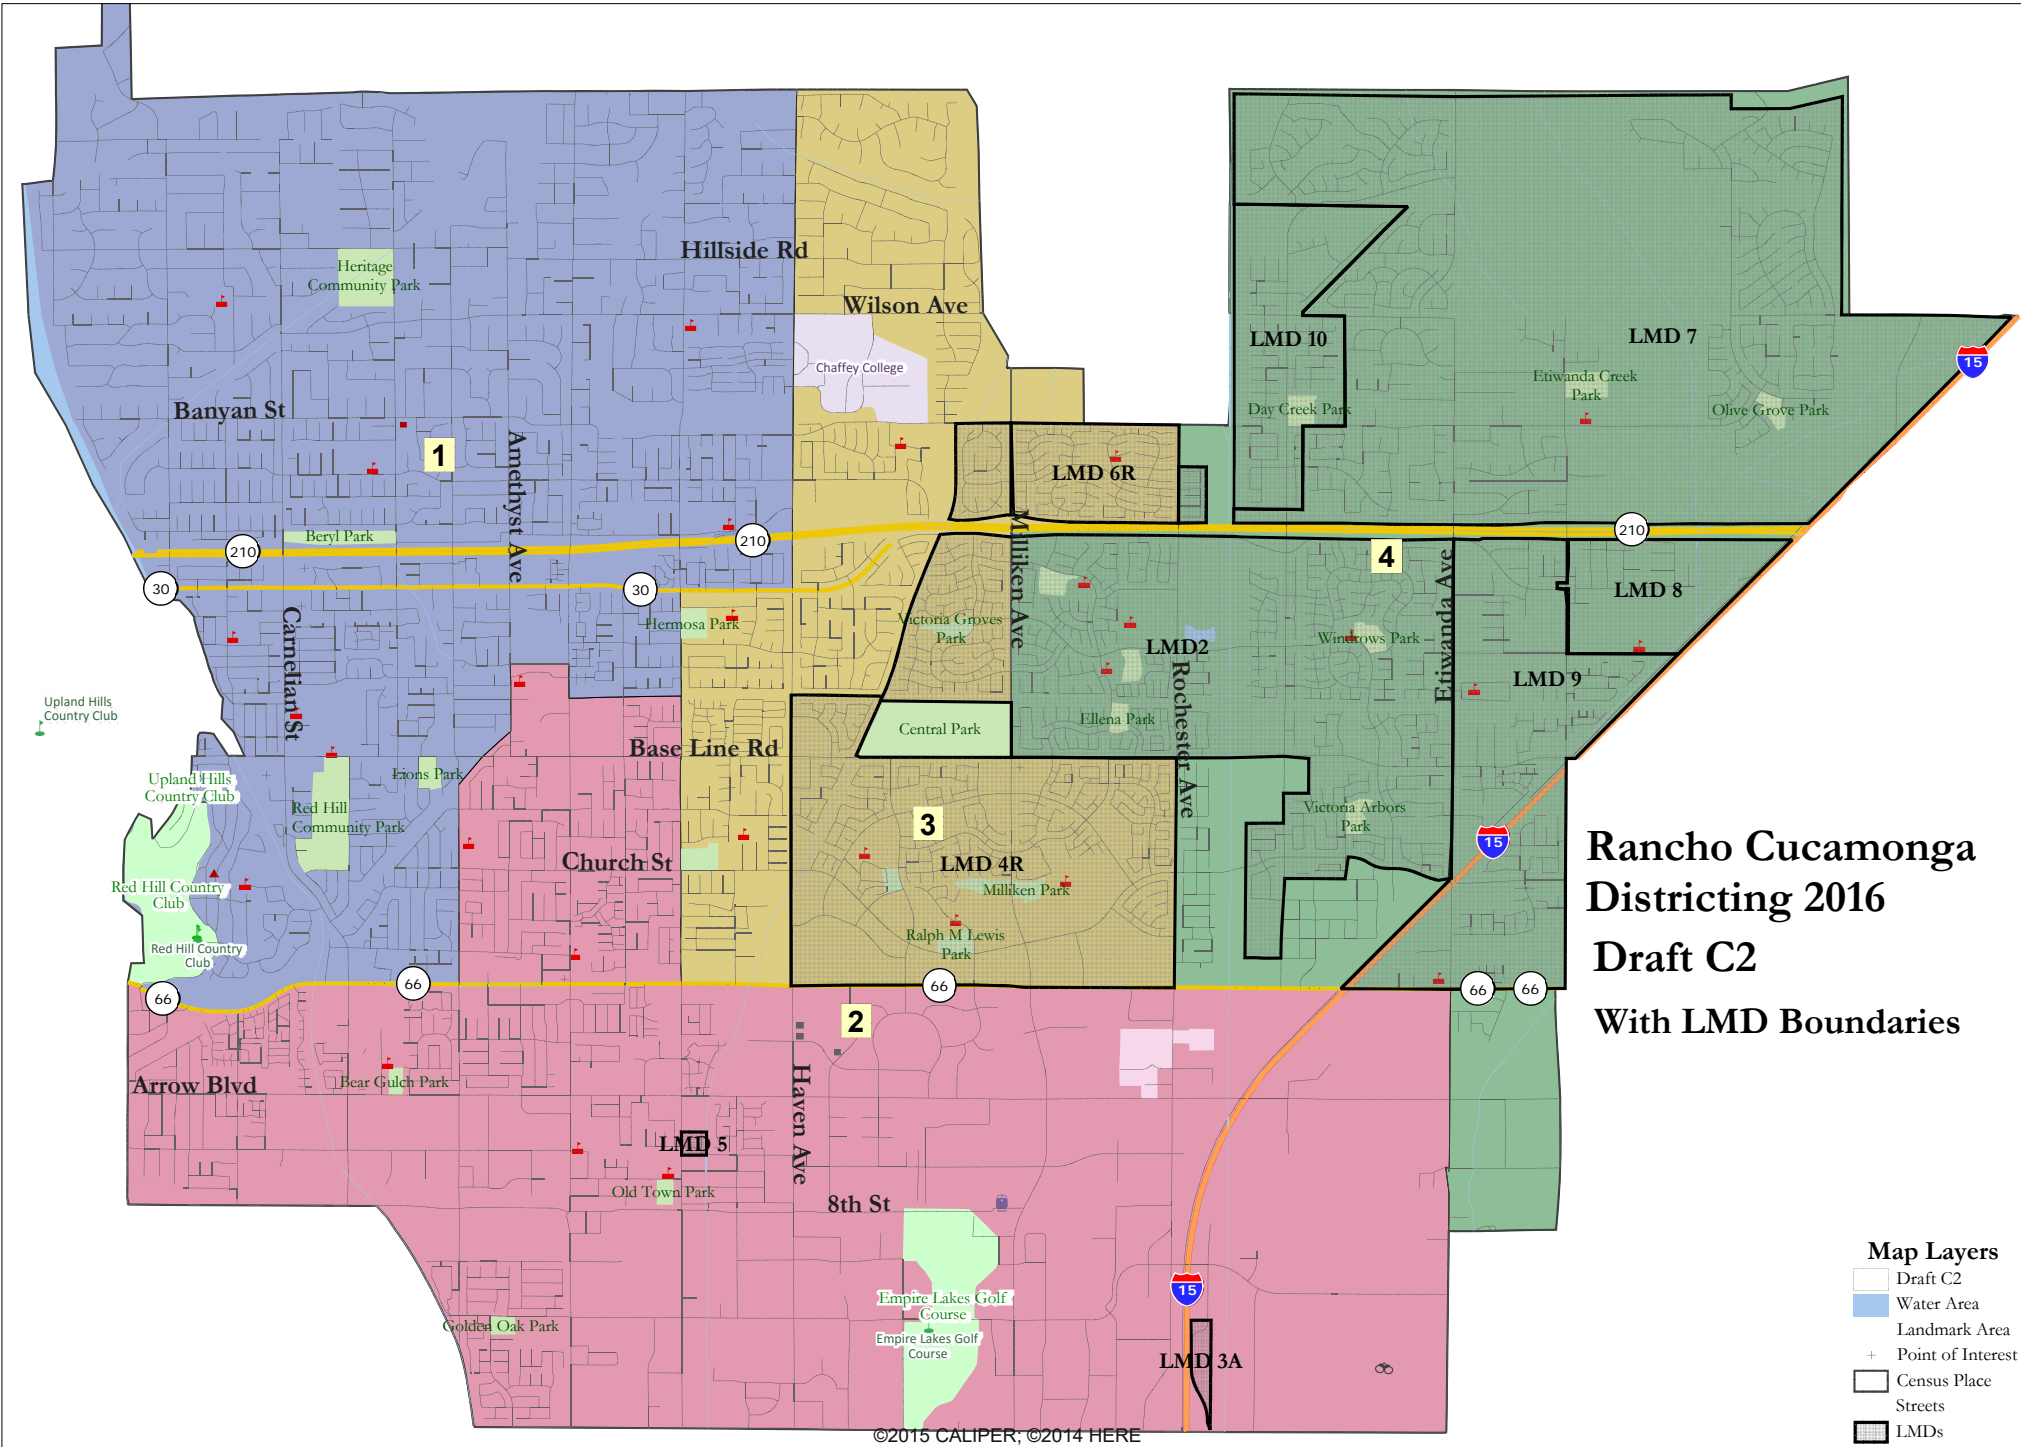 Hillside Rd
Heritage
Community Park
Wilson Ave
LMD 10
LMD 7
Chaffey College
15
Etiwanda Creek
Park
Day Creek Park
Olive Grove Park
Banyan St
1
Amethyst Ave
LMD 6R
Beryl Park
210
210
210
Milliken Ave
4
Etiwanda Ave
30
30
LMD 8
Carnelian St
Hermosa Park
Victoria Groves
Park
LMD2
Windrows Park
Rochester Ave
LMD 9
Upland Hills
Country Club
Ellena Park
Central Park
Base Line Rd
Upland Hills
Country Club
Lions Park
Red Hill
Community Park
Victoria Arbors
Park
3
15
Church St
LMD 4R
Milliken Park
Red Hill Country
Club
Ralph M Lewis
Park
Red Hill Country
Club
Rancho Cucamonga
Districting 2016
Draft C2
With LMD Boundaries
66
66
66
66
66
2
Arrow Blvd
Bear Gulch Park
Haven Ave
LMD 5
Old Town Park
8th St
15
Empire Lakes Golf
Course
Empire Lakes Golf
Course
Golden Oak Park
LMD 3A
Map Layers
Draft C2
Water Area
Landmark Area
Point of Interest
Census Place
Streets
LMDs
©2015 CALIPER; ©2014 HERE